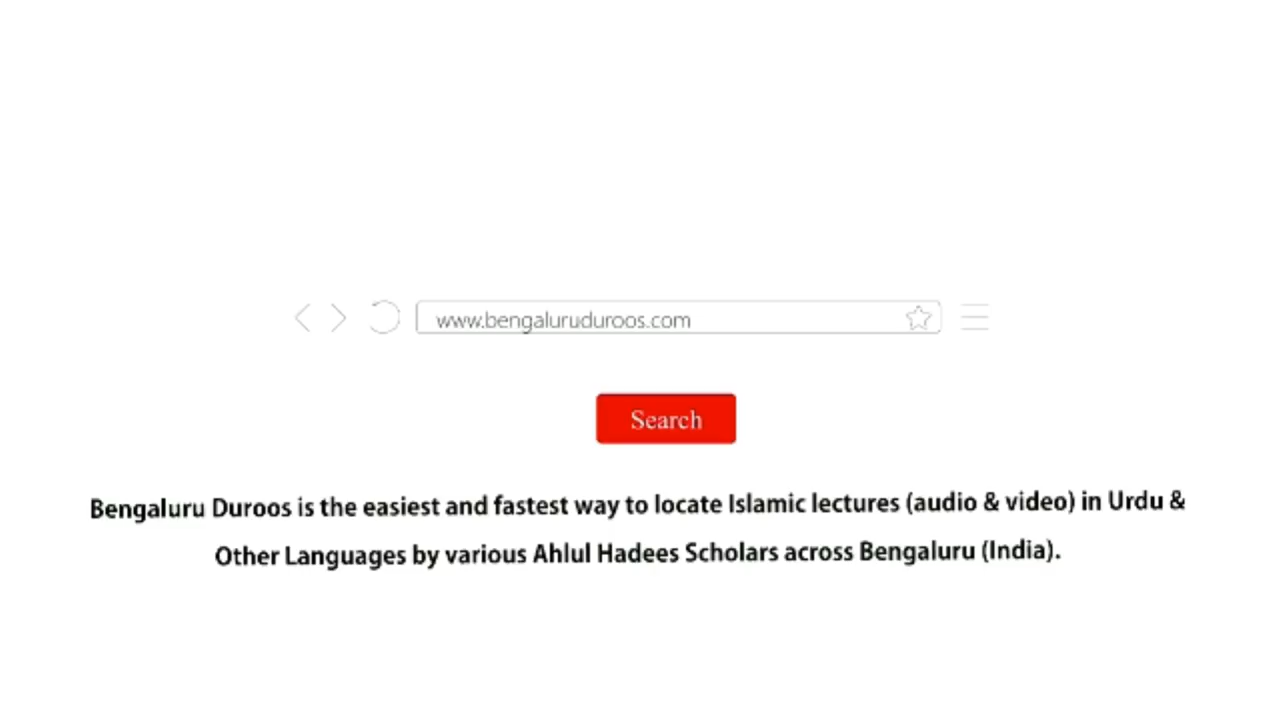 www.bengaluruduroos.com
Search
Bengaluru Duroos is the easiest and fastest way to locate Islamic lectures (audio & video) in Urdu &
Other Languages by various Ahlul Hadees Scholars across Bengaluru (India).